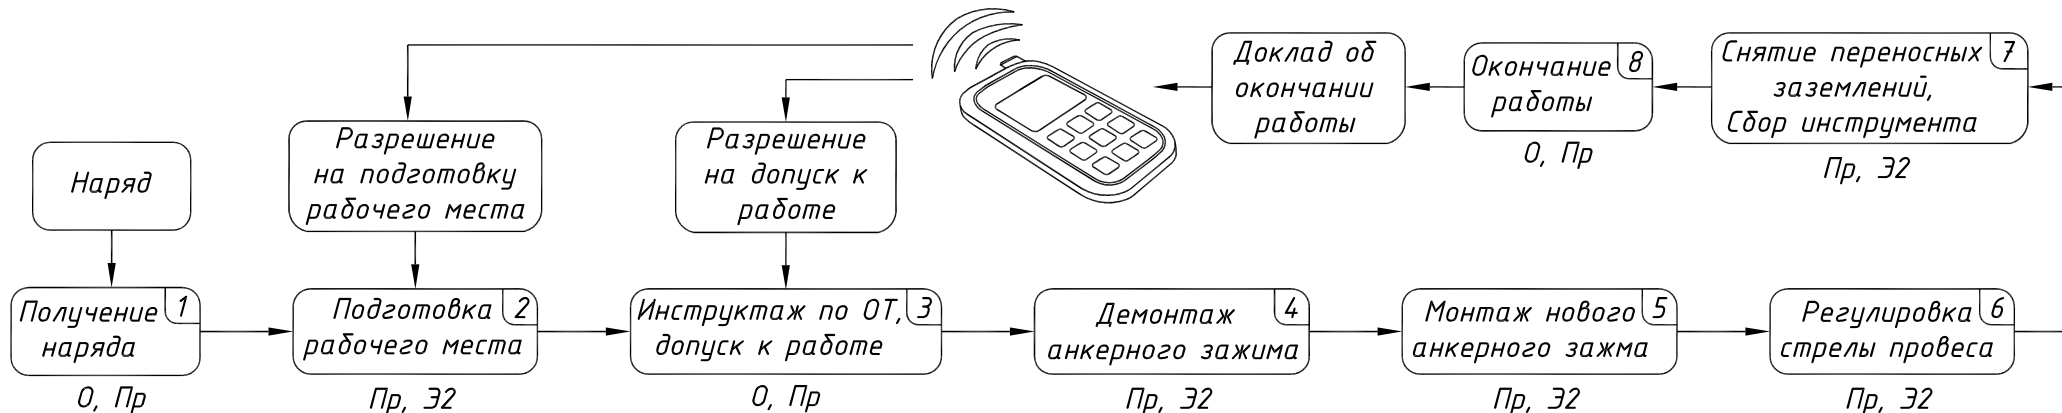 Наряд
Получение
наряда
1
О, Пр
Разрешение
на подготовку
рабочего места
Подготовка
рабочего места
2
Пр, Э2
Разрешение
на допуск к
работе
Инструктаж по ОТ,
допуск к работе
3
О, Пр
Демонтаж
анкерного зажима
4
Пр, Э2
Монтаж нового
анкерного зажма
5
Пр, Э2
Регулировка
стрелы провеса
6
Пр, Э2
Снятие переносных
заземлений,
Сбор инструмента
7
Пр, Э2
Окончание
работы
8
О, Пр
Доклад об
окончании
работы